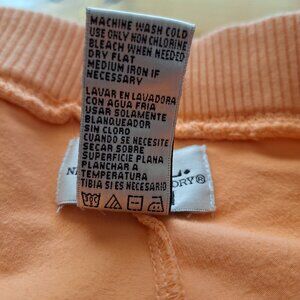 MACHINE WASH COLD
USE ONLY NON CHLORINE
BLEACH WHEN NEEDED
DRY FLAT
MEDIUM IRON IF
NECESSARY
LAVAR EN LAVADORA
CON AGUA FRIA
USAR SOLAMENTE
BLANQUEADOR
SIN CLORO
CUANDO SE NECESITE
SECAR SOBRE
SUPERFICIE PLANA
PLANCHAR A
TEMPERATURA
TIBIA SI ES NECESARIO